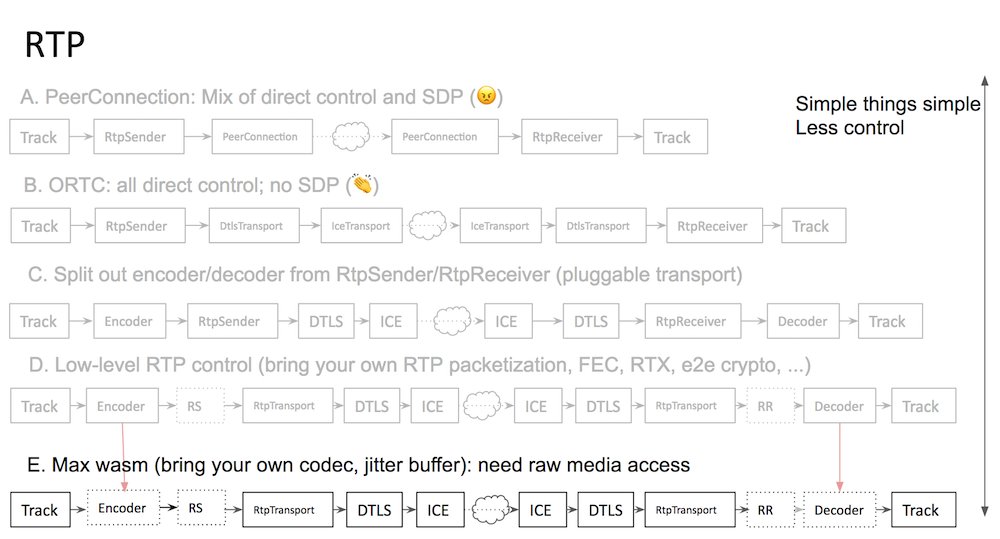 RTP
A. PeerConnection: Mix of direct control and SDP (😠)
Simple things simple
Less control
Track RtpSender PeerConnection PeerConnection RtpReceiver Track
B. ORTC: all direct control; no SDP (👏)
Track RtpSender DtlsTransport IceTransport IceTransport DtlsTransport RtpReceiver Track
C. Split out encoder/decoder from RtpSender/RtpReceiver (pluggable transport)
Track Encoder RtpSender DTLS ICE ICE DTLS RtpReceiver Decoder Track
D. Low-level RTP control (bring your own RTP packetization, FEC, RTX, e2e crypto, ...)
Track Encoder RS RtpTransport DTLS ICE ICE DTLS RtpTransport RR Decoder Track
E. Max wasm (bring your own codec, jitter buffer): need raw media access
Track Encoder RS RtpTransport DTLS ICE ICE DTLS RtpTransport RR Decoder Track